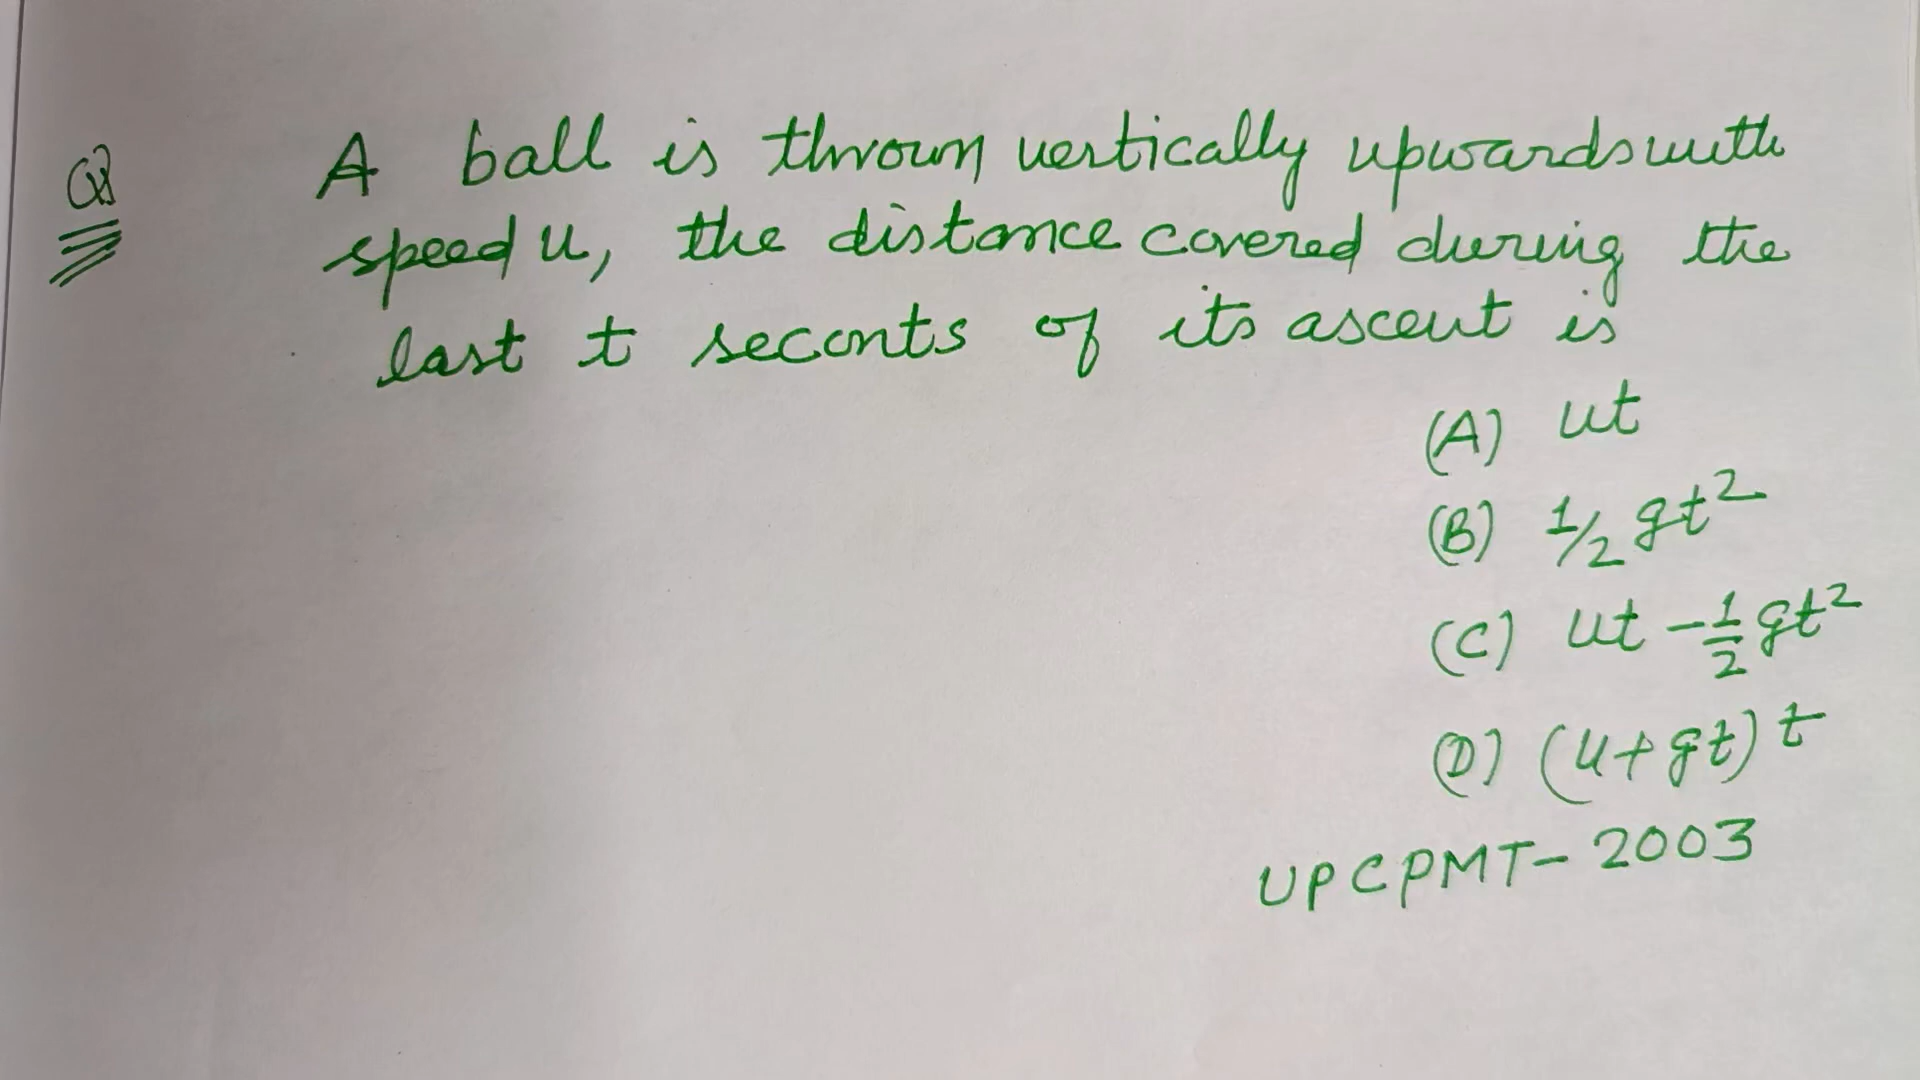 Q A ball is thrown vertically upwards with
speed u, the distance covered during the
last t seconts of its ascent is
(A) ut
(B) 1/2 gt²
(C) ut - 1/2 gt²
(D) (u+gt) t
UPCPMT- 2003